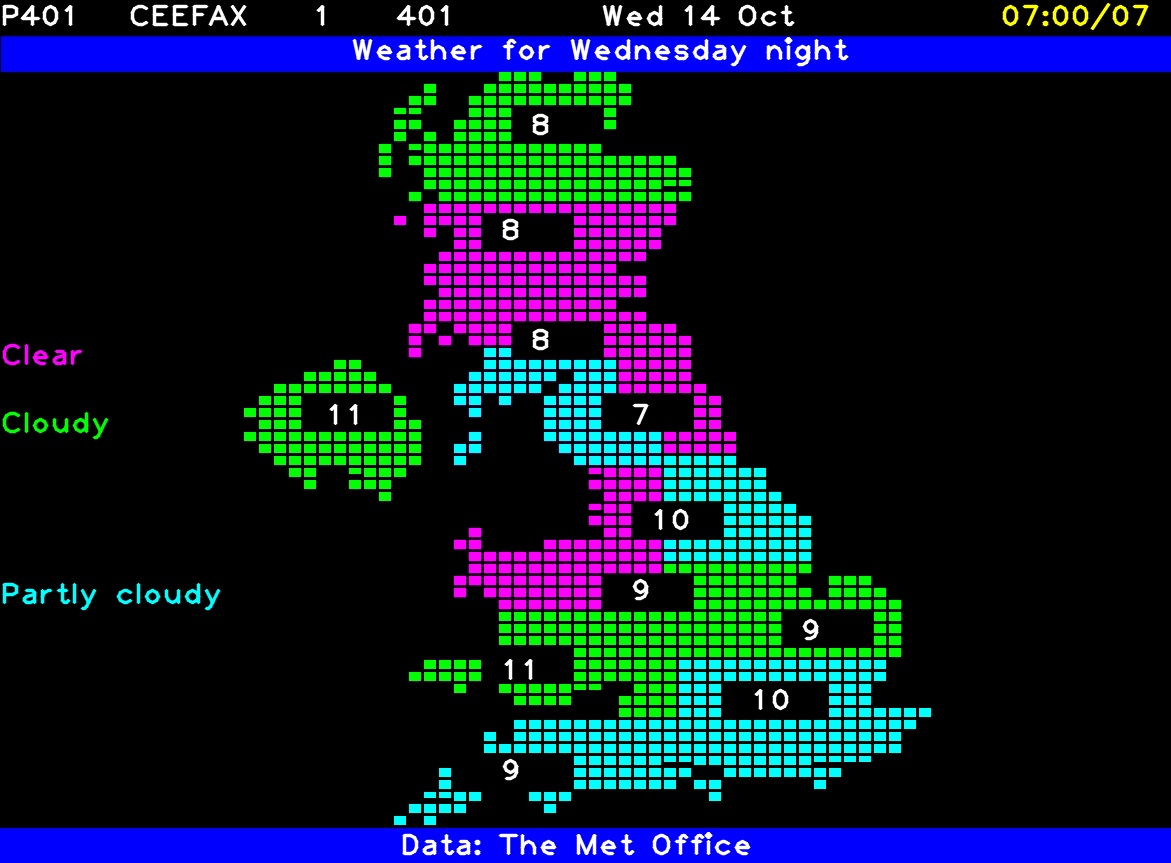 P401 CEEFAX 1 401 Wed 14 Oct 07:00/07
Weather for Wednesday night
8
8
8
Clear
11
7
Cloudy
10
9
Partly cloudy
9
11
10
9
Data: The Met Office